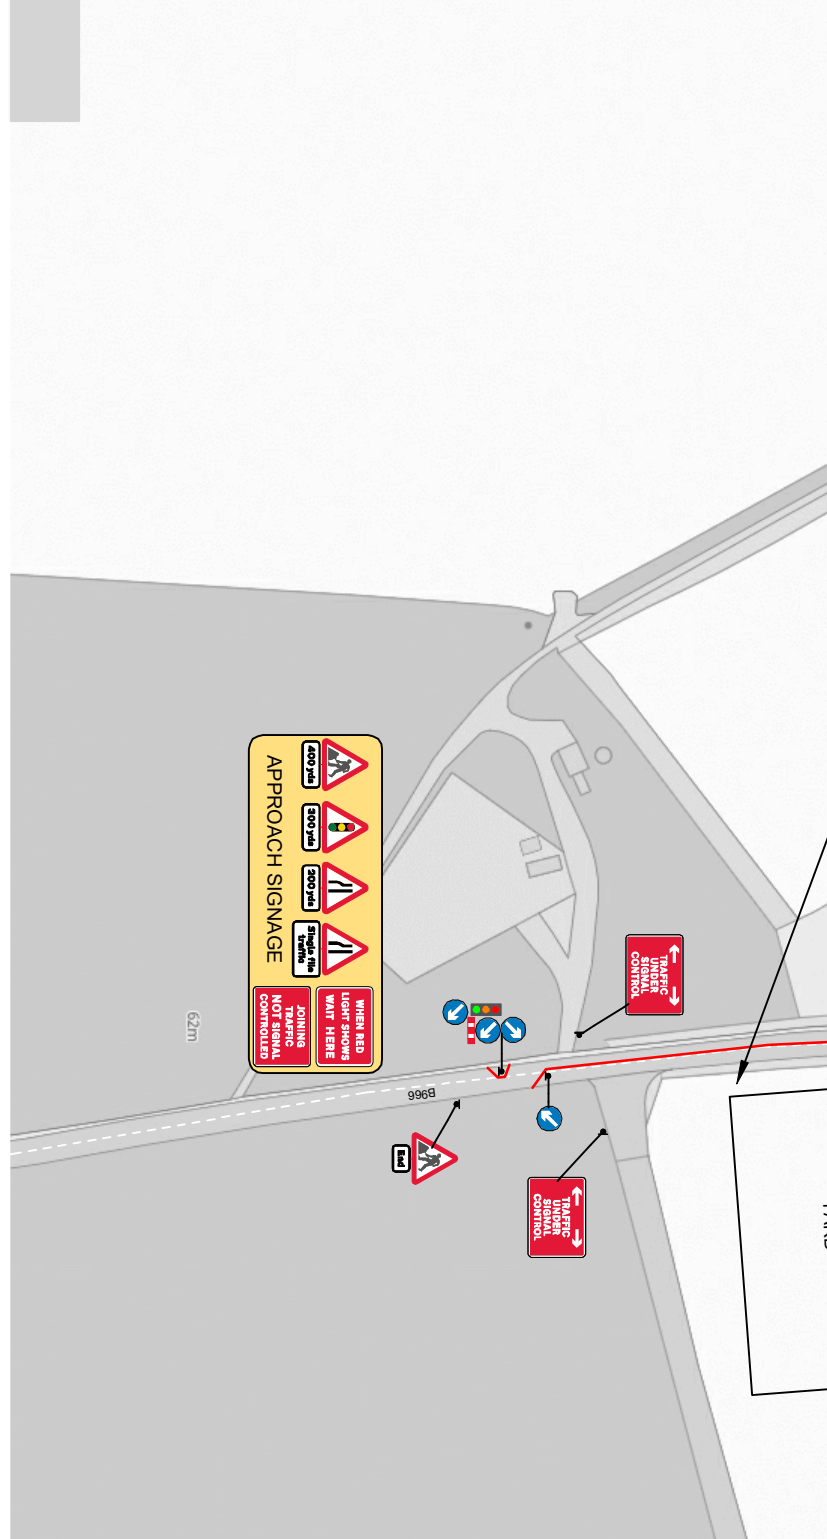 400 yds
300 yds
200 yds
Single file
traffic
APPROACH SIGNAGE
WHEN RED
LIGHT SHOWS
WAIT HERE
JOINING
TRAFFIC
NOT SIGNAL
CONTROLLED
TRAFFIC
UNDER
SIGNAL
CONTROL
62m
B966
End
TRAFFIC
UNDER
SIGNAL
CONTROL